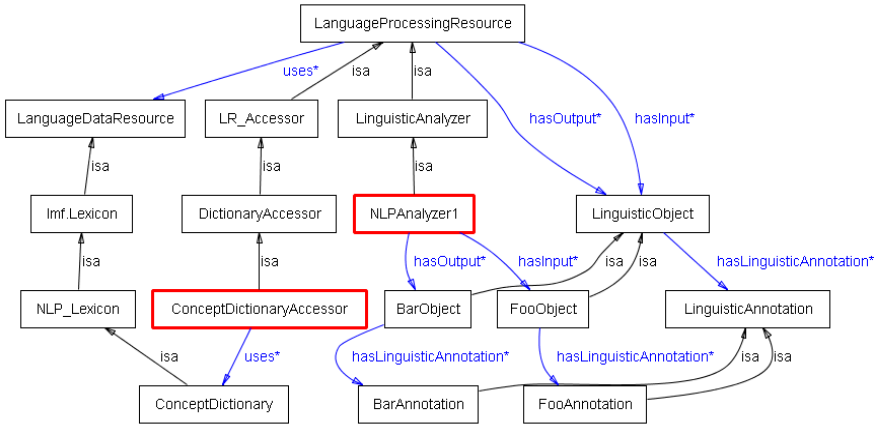 LanguageProcessingResource
uses*
isa
isa
LanguageDataResource
LR_Accessor
LinguisticAnalyzer
hasOutput*
hasInput*
isa
isa
isa
lmf.Lexicon
DictionaryAccessor
NLPAnalyzer1
LinguisticObject
isa
isa
hasOutput*
hasInput*
isa
isa
hasLinguisticAnnotation*
NLP_Lexicon
ConceptDictionaryAccessor
BarObject
FooObject
LinguisticAnnotation
isa
uses*
hasLinguisticAnnotation*
hasLinguisticAnnotation*
isa
isa
ConceptDictionary
BarAnnotation
FooAnnotation